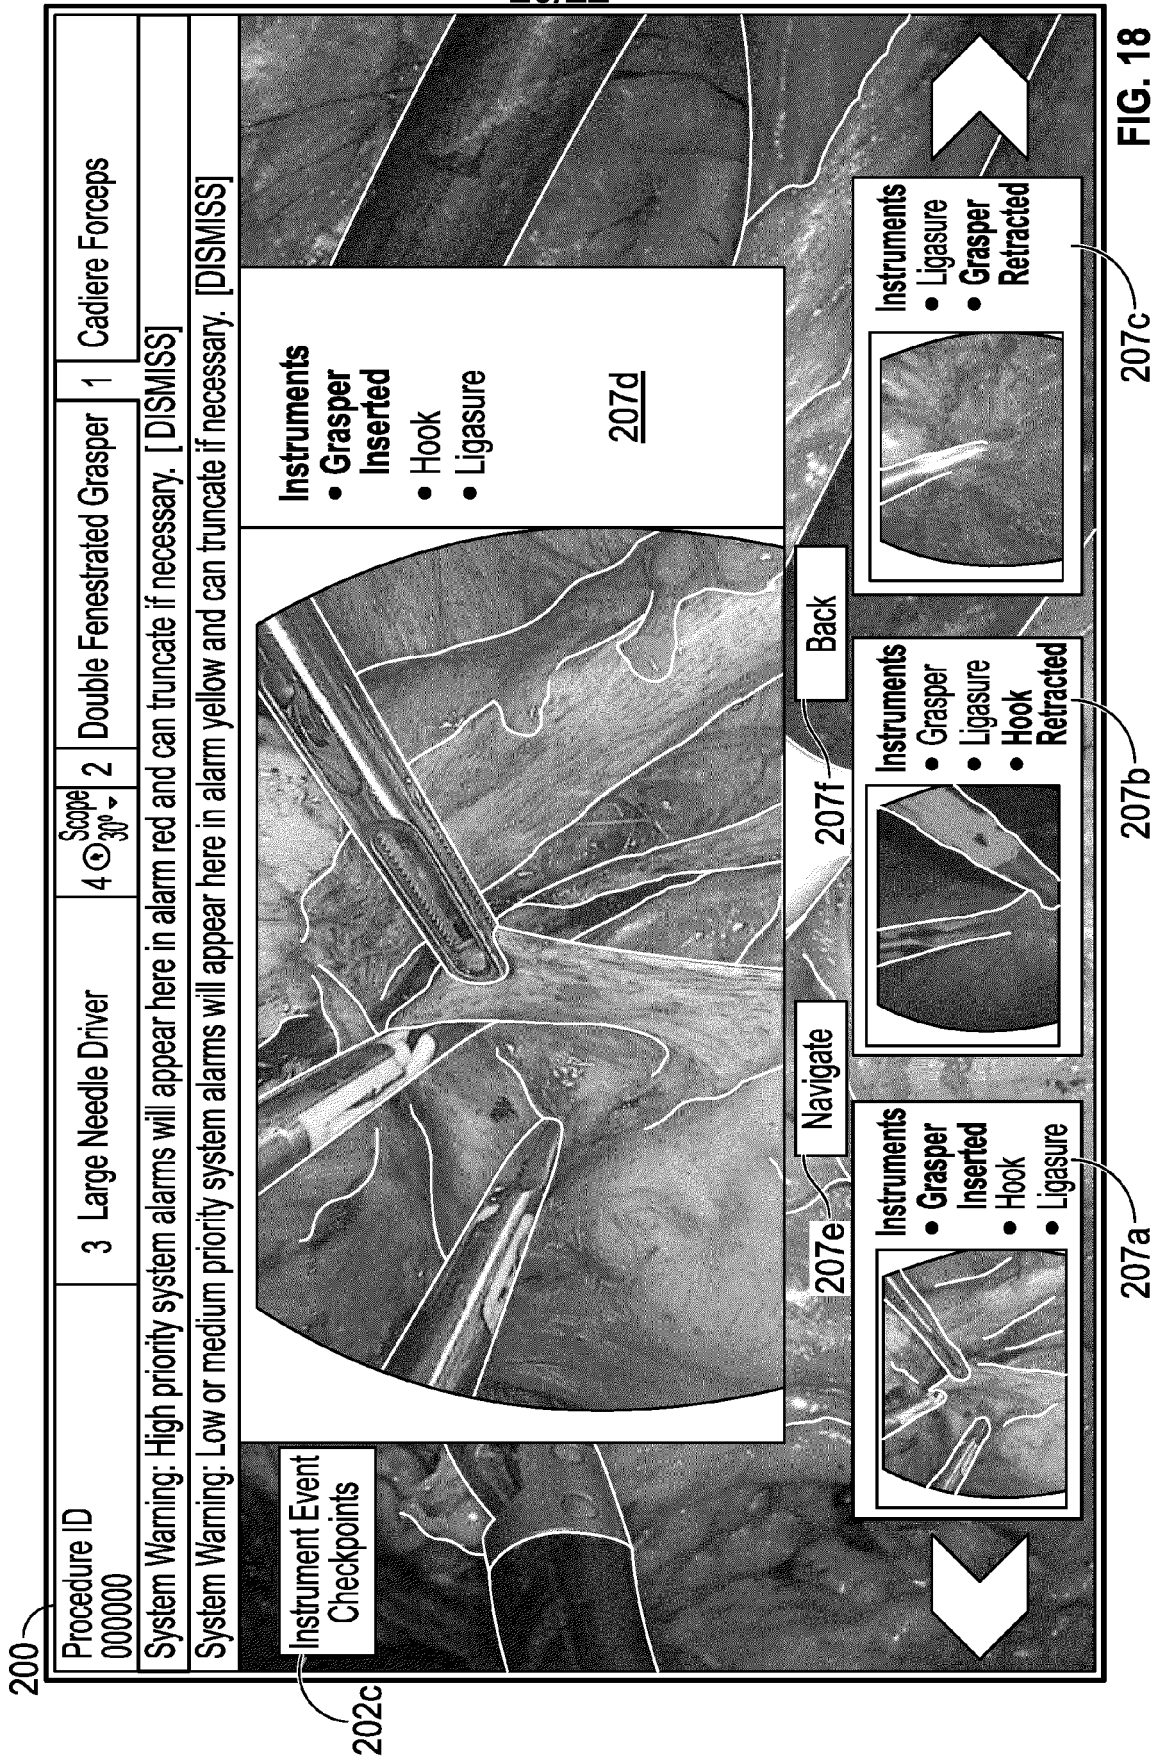 200
Procedure ID
000000
3 Large Needle Driver
4 Scope
30°
2 Double Fenestrated Grasper
1 Cadiere Forceps
System Warning: High priority system alarms will appear here in alarm red and can truncate if necessary. [DISMISS]
System Warning: Low or medium priority system alarms will appear here in alarm yellow and can truncate if necessary. [DISMISS]
202c
Instrument Event
Checkpoints
Instruments
• Grasper
Inserted
• Hook
• Ligasure
207d
207e
Navigate
207f
Back
Instruments
• Grasper
Inserted
• Hook
• Ligasure
207a
Instruments
• Grasper
• Ligasure
• Hook
Retracted
207b
Instruments
• Ligasure
• Grasper
Retracted
207c
FIG. 18